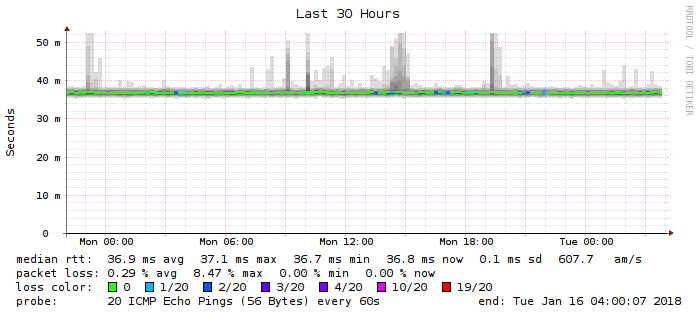 Last 30 Hours
RRDTOOL / TOBI OETIKER
Seconds
50 m
40 m
30 m
20 m
10 m
0
Mon 00:00 Mon 06:00 Mon 12:00 Mon 18:00 Tue 00:00
median rtt: 36.9 ms avg 37.1 ms max 36.7 ms min 36.8 ms now 0.1 ms sd 607.7 am/s
packet loss: 0.29 % avg 8.47 % max 0.00 % min 0.00 % now
loss color: 0 1/20 2/20 3/20 4/20 10/20 19/20
probe: 20 ICMP Echo Pings (56 Bytes) every 60s end: Tue Jan 16 04:00:07 2018